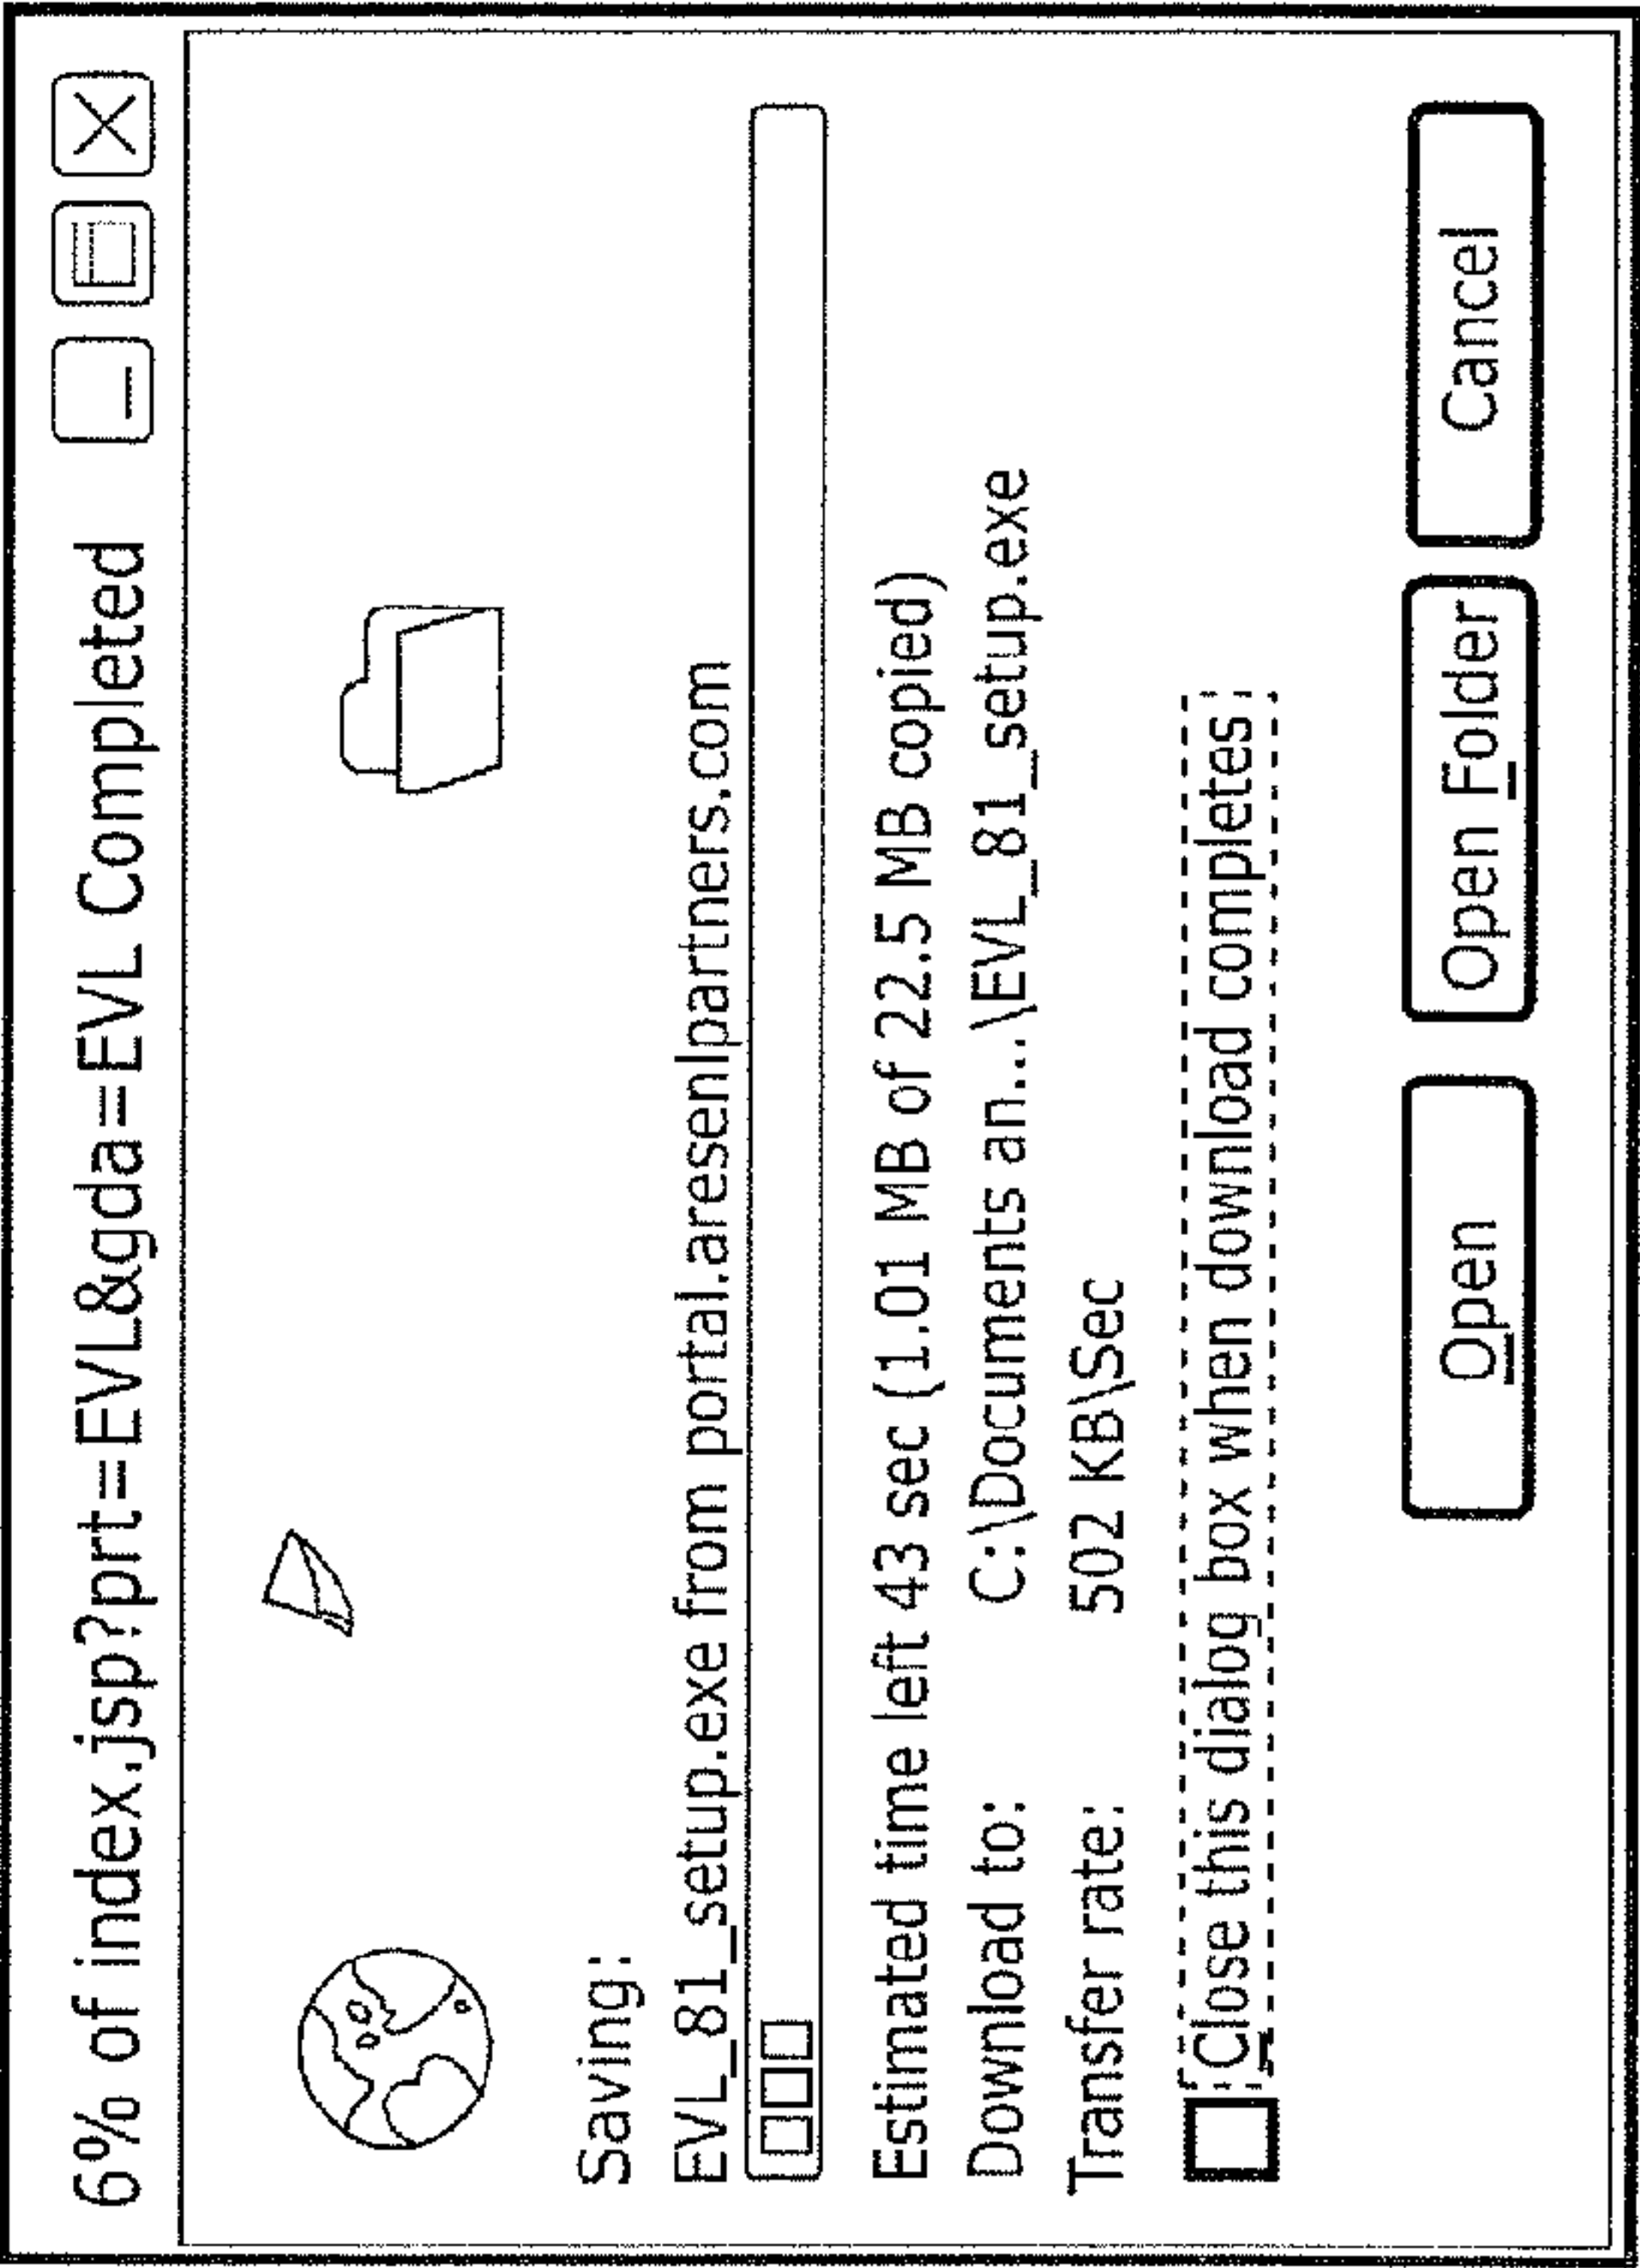 6% of index.jsp?prt=EVL&gda=EVL Completed
Saving:
EVL_81_setup.exe from portal.aresenlpartners.com
Estimated time left 43 sec (1.01 MB of 22.5 MB copied)
Download to: C:\Documents an...\EVL_81_setup.exe
Transfer rate: 502 KB\Sec
Close this dialog box when download completes
Open Open Folder Cancel